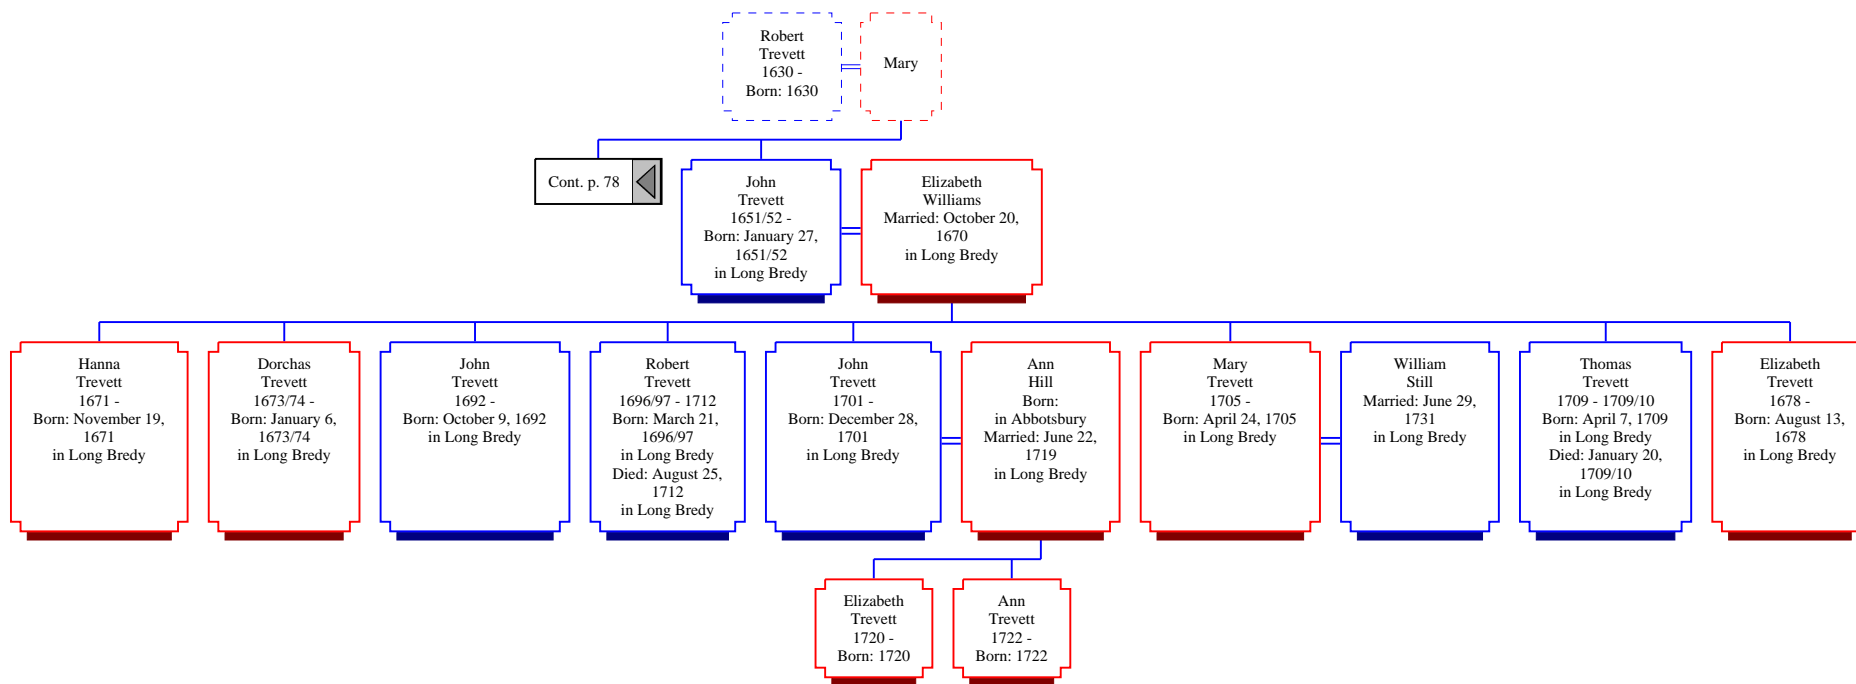 Robert
Trevett
1630 -
Born: 1630
Mary
Cont. p. 78
John
Trevett
1651/52 -
Born: January 27,
1651/52
in Long Bredy
Elizabeth
Williams
Married: October 20,
1670
in Long Bredy
Hanna
Trevett
1671 -
Born: November 19,
1671
in Long Bredy
Dorchas
Trevett
1673/74 -
Born: January 6,
1673/74
in Long Bredy
John
Trevett
1692 -
Born: October 9, 1692
in Long Bredy
Robert
Trevett
1696/97 - 1712
Born: March 21,
1696/97
in Long Bredy
Died: August 25,
1712
in Long Bredy
John
Trevett
1701 -
Born: December 28,
1701
in Long Bredy
Ann
Hill
Born:
in Abbotsbury
Married: June 22,
1719
in Long Bredy
Mary
Trevett
1705 -
Born: April 24, 1705
in Long Bredy
William
Still
Married: June 29,
1731
in Long Bredy
Thomas
Trevett
1709 - 1709/10
Born: April 7, 1709
in Long Bredy
Died: January 20,
1709/10
in Long Bredy
Elizabeth
Trevett
1678 -
Born: August 13,
1678
in Long Bredy
Elizabeth
Trevett
1720 -
Born: 1720
Ann
Trevett
1722 -
Born: 1722